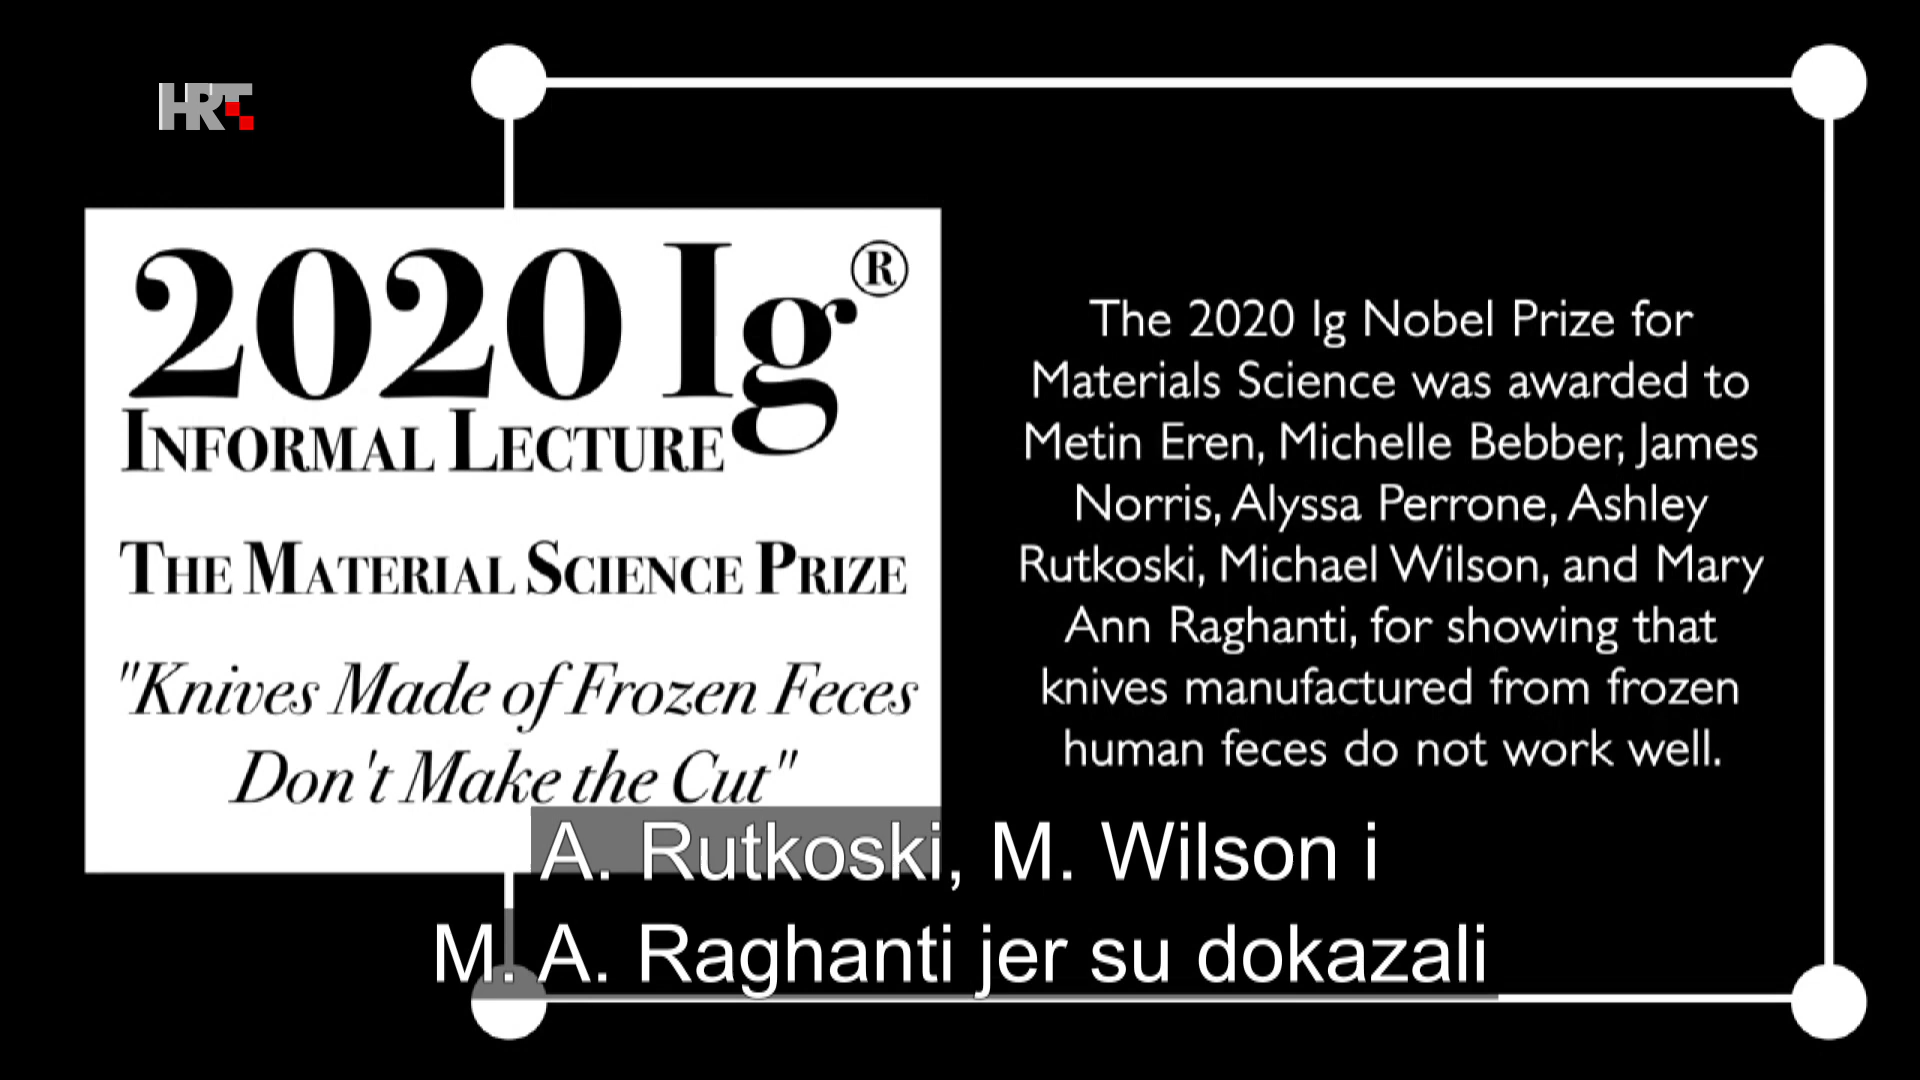 HRT
2020 Ig®
INFORMAL LECTURE
THE MATERIAL SCIENCE PRIZE
"Knives Made of Frozen Feces
Don't Make the Cut"
The 2020 Ig Nobel Prize for
Materials Science was awarded to
Metin Eren, Michelle Bebber, James
Norris, Alyssa Perrone, Ashley
Rutkoski, Michael Wilson, and Mary
Ann Raghanti, for showing that
knives manufactured from frozen
human feces do not work well.
A. Rutkoski, M. Wilson i
M. A. Raghanti jer su dokazali